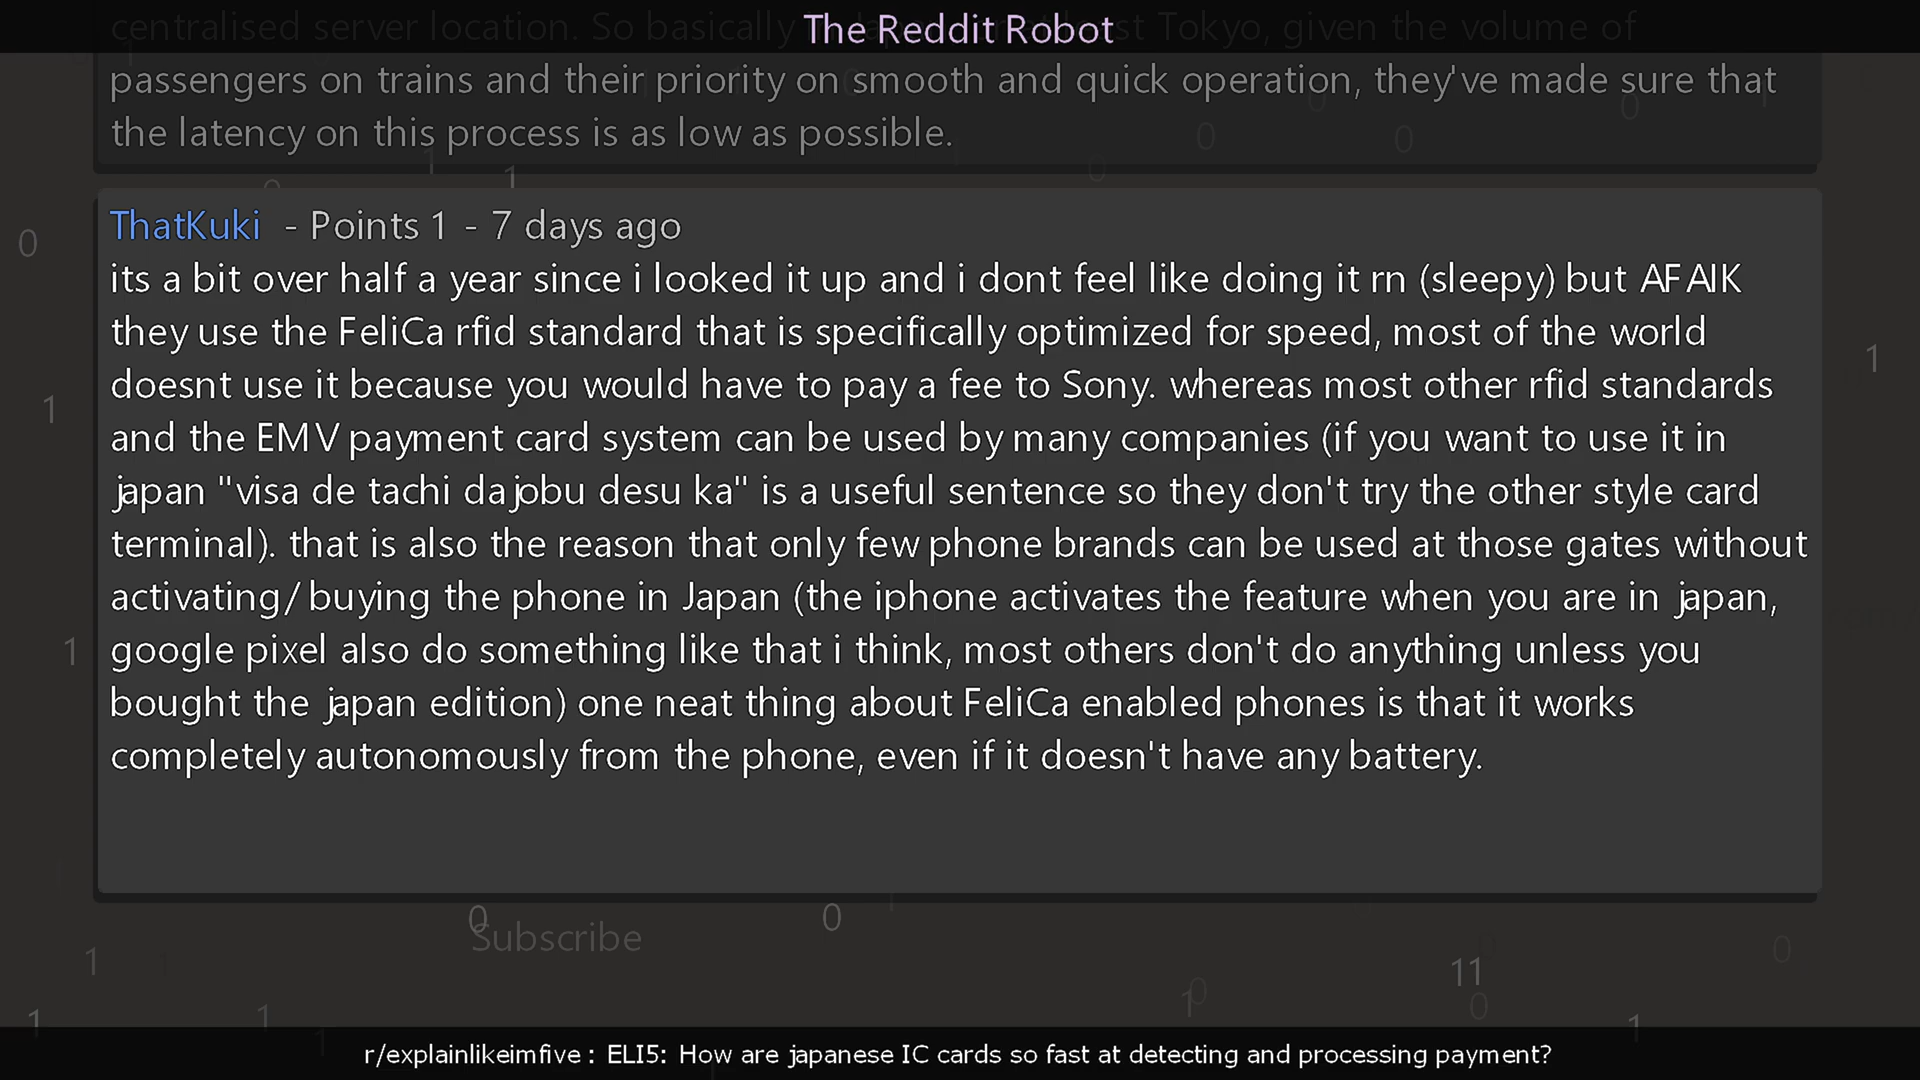 The Reddit Robot
centralised server location. So basically st Tokyo, given the volume of
passengers on trains and their priority on smooth and quick operation, they've made sure that
the latency on this process is as low as possible.
ThatKuki - Points 1 - 7 days ago
its a bit over half a year since i looked it up and i dont feel like doing it rn (sleepy) but AFAIK
they use the FeliCa rfid standard that is specifically optimized for speed, most of the world
doesnt use it because you would have to pay a fee to Sony. whereas most other rfid standards
and the EMV payment card system can be used by many companies (if you want to use it in
japan "visa de tachi dajobu desu ka" is a useful sentence so they don't try the other style card
terminal). that is also the reason that only few phone brands can be used at those gates without
activating/buying the phone in Japan (the iphone activates the feature when you are in japan,
google pixel also do something like that i think, most others don't do anything unless you
bought the japan edition) one neat thing about FeliCa enabled phones is that it works
completely autonomously from the phone, even if it doesn't have any battery.
Subscribe
r/explainlikeimfive : ELI5: How are japanese IC cards so fast at detecting and processing payment?